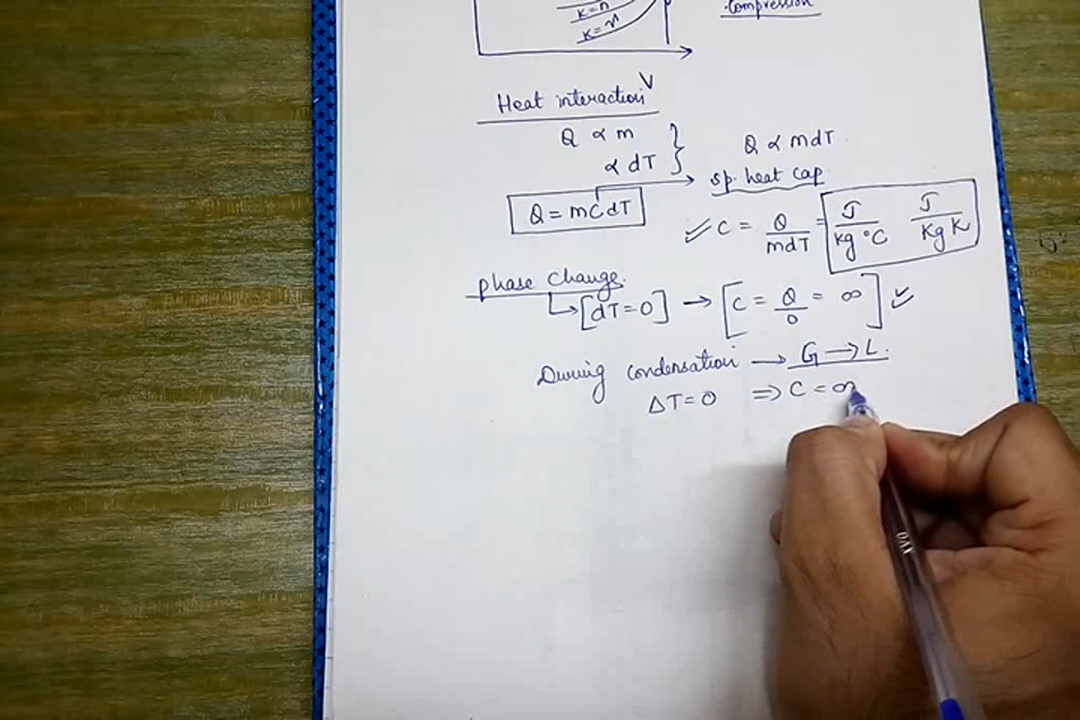 K=n
Compression
K=γ
V
Heat interaction
Q ∝ m
∝ dT
Q ∝ mdT
sp. heat cap
Q = mCdT
C = Q/mdT = J/kg °C J/Kg K
phase change.
[dT=0] → [C = Q/0 = ∞]
During condensation → G → L.
ΔT=0 ⇒ C = ∞